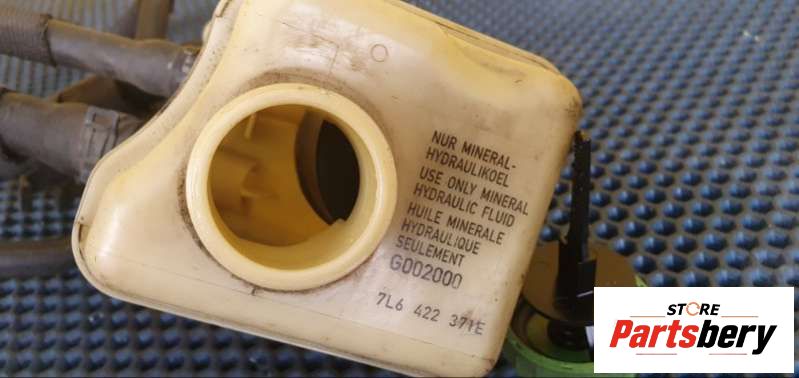 NUR MINERAL-
HYDRAULIKOEL
USE ONLY MINERAL
HYDRAULIC FLUID
HUILE MINERALE
HYDRAULIQUE
SEULEMENT
G002000
7L6 422 371E
STORE
Partsbery